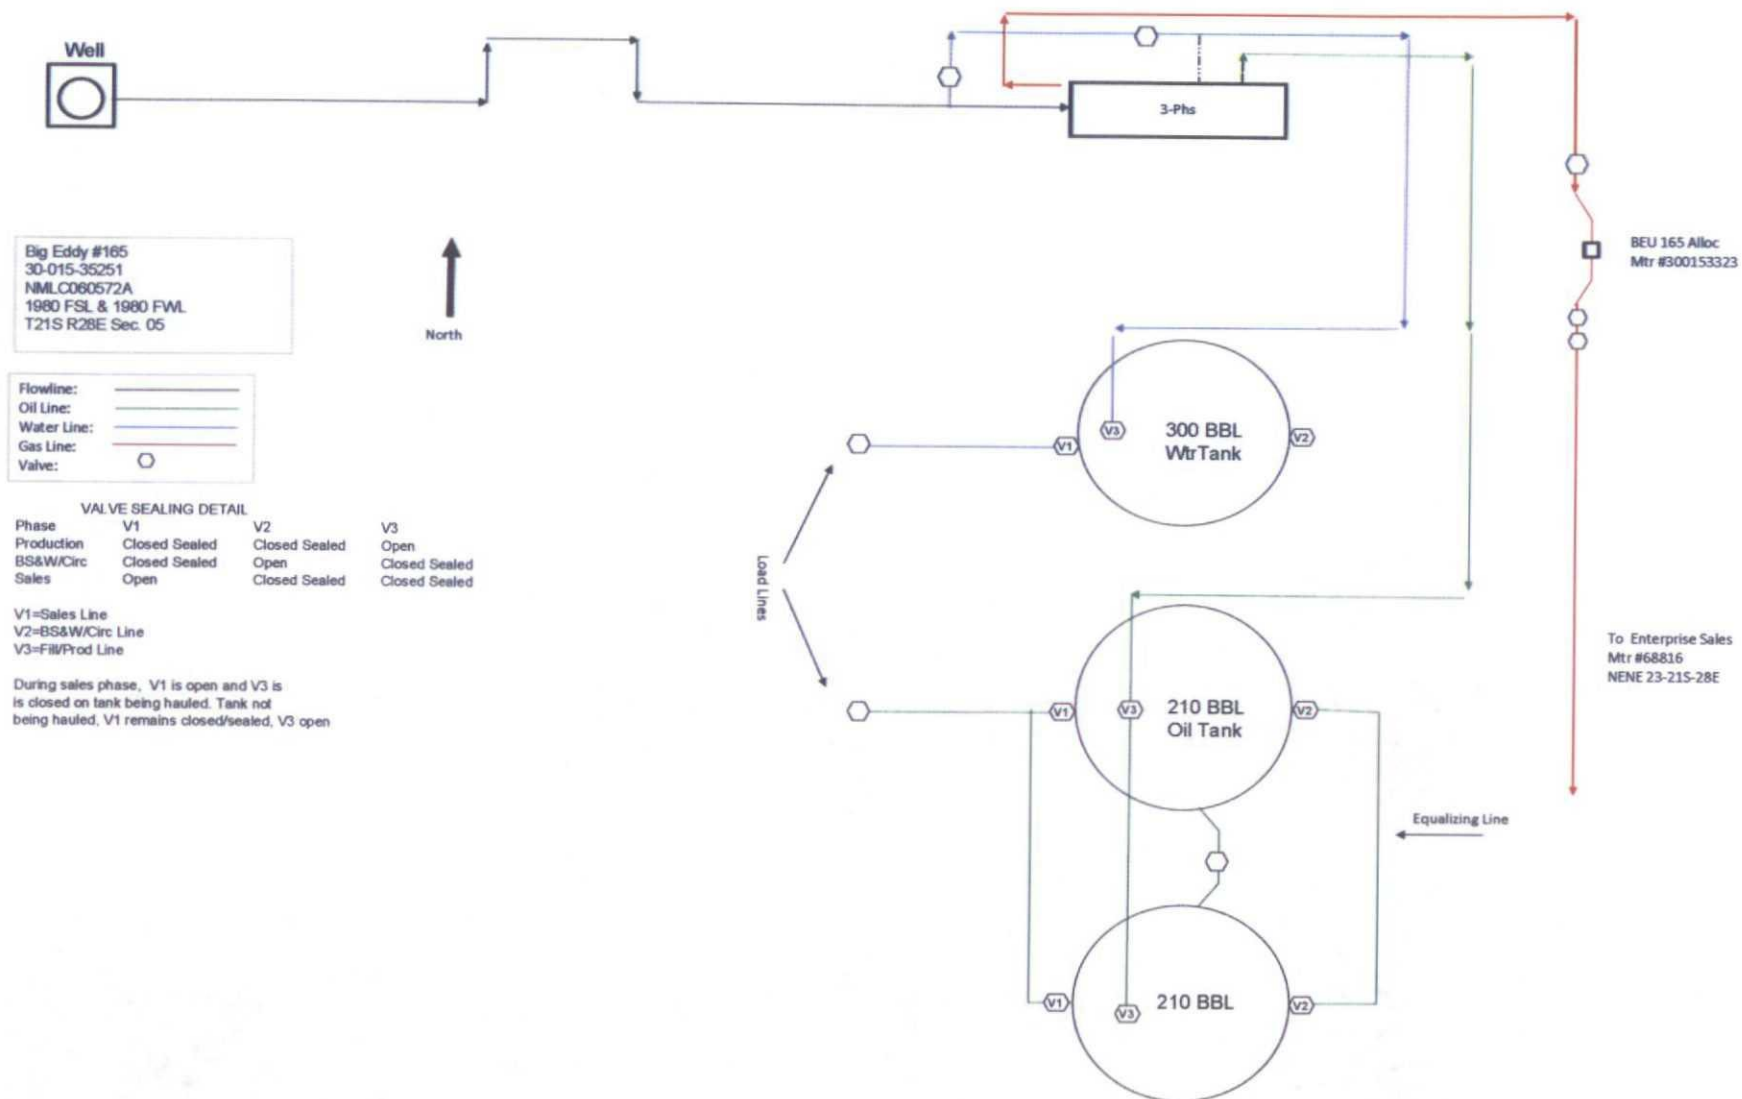 Well
3-Phs
Big Eddy #165
30-015-35251
NMLC060572A
1980 FSL & 1980 FWL
T21S R28E Sec. 05
North
BEU 165 Alloc
Mtr #300153323
Flowline:
Oil Line:
Water Line:
Gas Line:
Valve:
V1
V3
300 BBL
WtrTank
V2
VALVE SEALING DETAIL
Phase V1 V2 V3
Production Closed Sealed Closed Sealed Open
BS&W/Circ Closed Sealed Open Closed Sealed
Sales Open Closed Sealed Closed Sealed
V1=Sales Line
V2=BS&W/Circ Line
V3=Fill/Prod Line
During sales phase, V1 is open and V3 is
is closed on tank being hauled. Tank not
being hauled, V1 remains closed/sealed, V3 open
Load Lines
V1
V3
210 BBL
Oil Tank
V2
To Enterprise Sales
Mtr #68816
NENE 23-21S-28E
Equalizing Line
V1
V3
210 BBL
V2